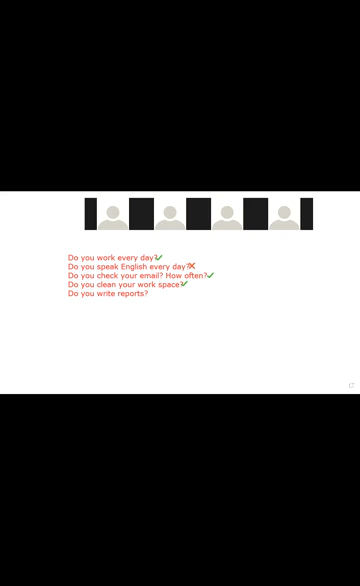 Do you work every day?
Do you speak English every day?
Do you check your email? How often?
Do you clean your work space?
Do you write reports?
17